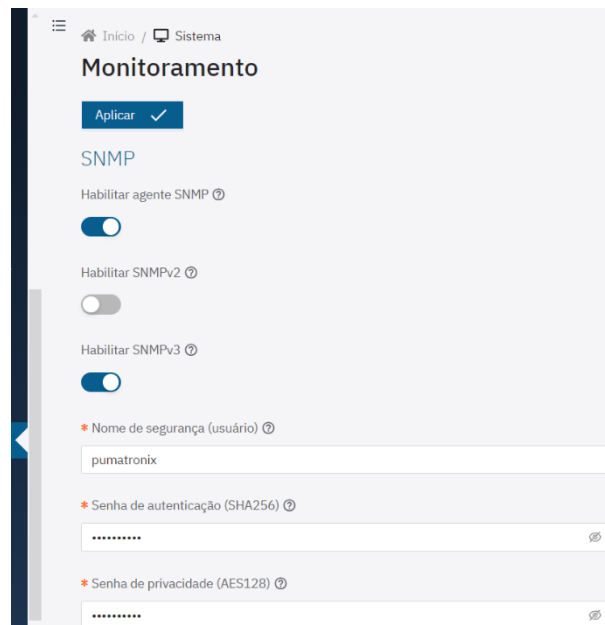 Início / Sistema
Monitoramento
Aplicar
SNMP
Habilitar agente SNMP
Habilitar SNMPv2
Habilitar SNMPv3
* Nome de segurança (usuário)
pumatronix
* Senha de autenticação (SHA256)
••••••••••
* Senha de privacidade (AES128)
••••••••••